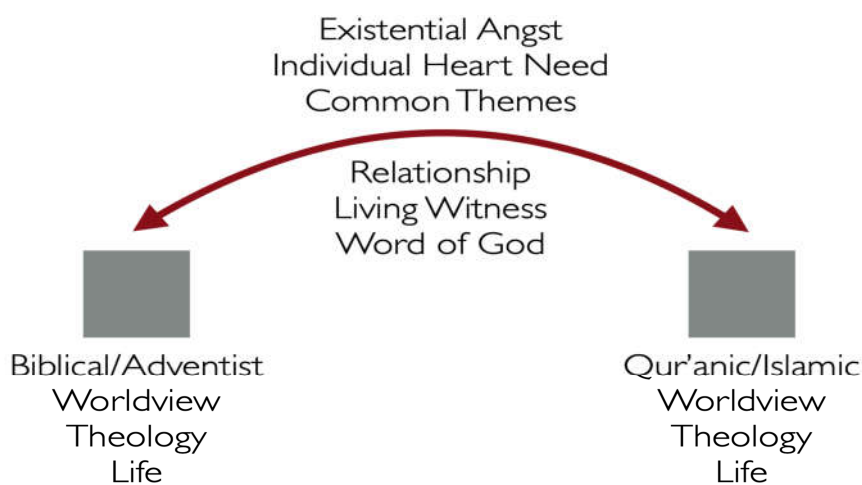 Existential Angst
Individual Heart Need
Common Themes
Relationship
Living Witness
Word of God
Biblical/Adventist
Worldview
Theology
Life
Qur'anic/Islamic
Worldview
Theology
Life